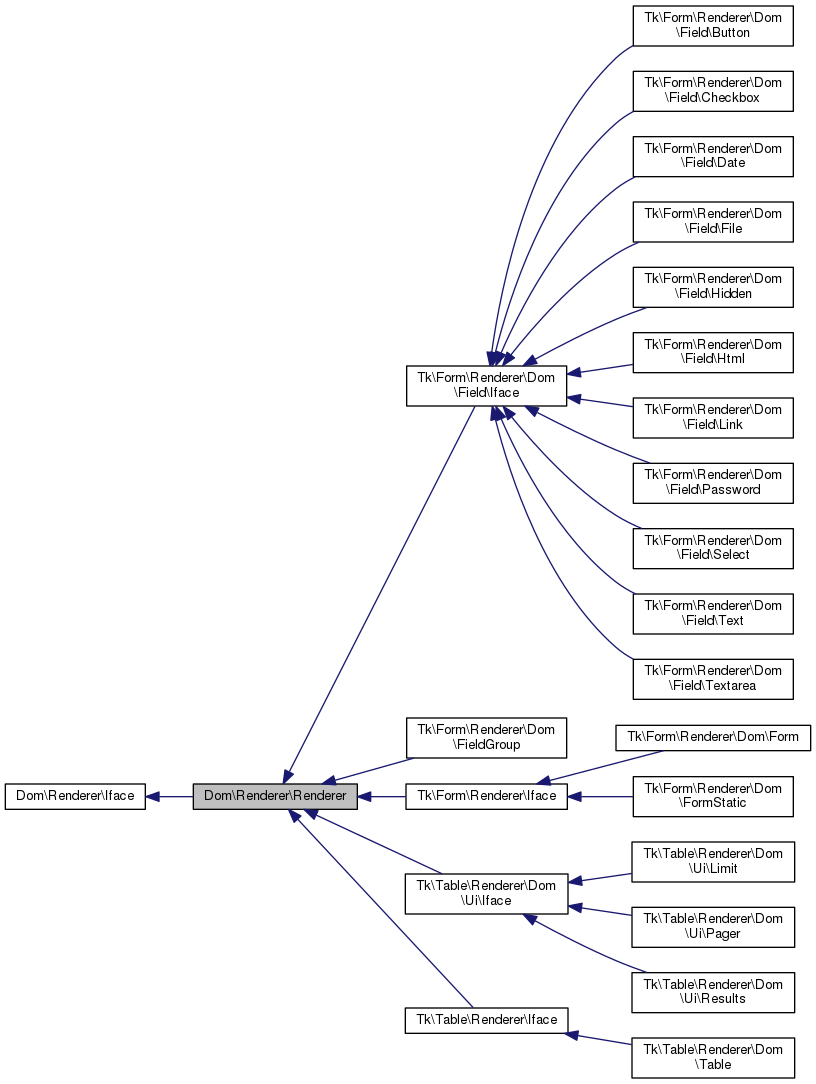 Tk\Form\Renderer\Dom
\Field\Button
Tk\Form\Renderer\Dom
\Field\Checkbox
Tk\Form\Renderer\Dom
\Field\Date
Tk\Form\Renderer\Dom
\Field\File
Tk\Form\Renderer\Dom
\Field\Hidden
Tk\Form\Renderer\Dom
\Field\Html
Tk\Form\Renderer\Dom
\Field\Iface
Tk\Form\Renderer\Dom
\Field\Link
Tk\Form\Renderer\Dom
\Field\Password
Tk\Form\Renderer\Dom
\Field\Select
Tk\Form\Renderer\Dom
\Field\Text
Tk\Form\Renderer\Dom
\Field\Textarea
Tk\Form\Renderer\Dom
\FieldGroup
Tk\Form\Renderer\Dom\Form
Dom\Renderer\Iface
Dom\Renderer\Renderer
Tk\Form\Renderer\Iface
Tk\Form\Renderer\Dom
\FormStatic
Tk\Table\Renderer\Dom
\Ui\Limit
Tk\Table\Renderer\Dom
\Ui\Iface
Tk\Table\Renderer\Dom
\Ui\Pager
Tk\Table\Renderer\Dom
\Ui\Results
Tk\Table\Renderer\Iface
Tk\Table\Renderer\Dom
\Table